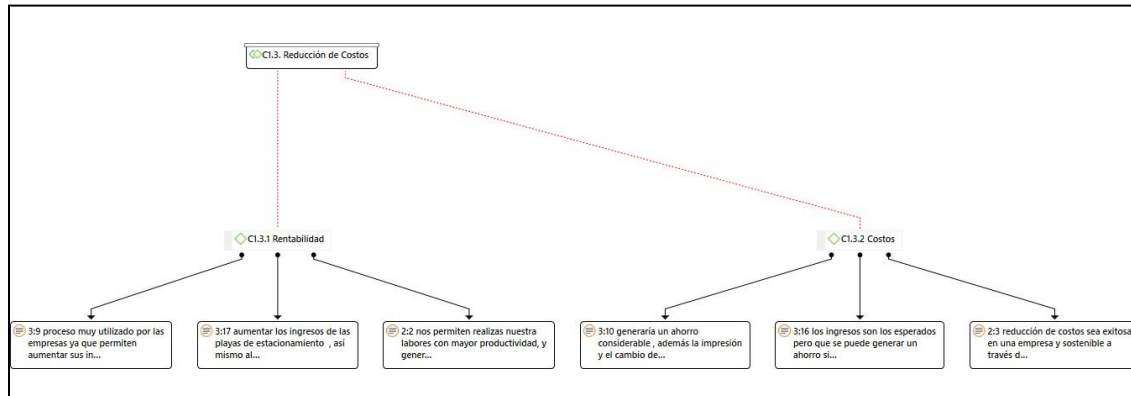 C1.3. Reducción de Costos
C1.3.1 Rentabilidad
C1.3.2 Costos
3:9 proceso muy utilizado por las
empresas ya que permiten
aumentar sus in...
3:17 aumentar los ingresos de las
playas de estacionamiento , así
mismo al...
2:2 nos permiten realizas nuestra
labores con mayor productividad, y
gener...
3:10 generaría un ahorro
considerable , además la impresión
y el cambio de...
3:16 los ingresos son los esperados
pero que se puede generar un
ahorro si...
2:3 reducción de costos sea exitosa
en una empresa y sostenible a
través d...